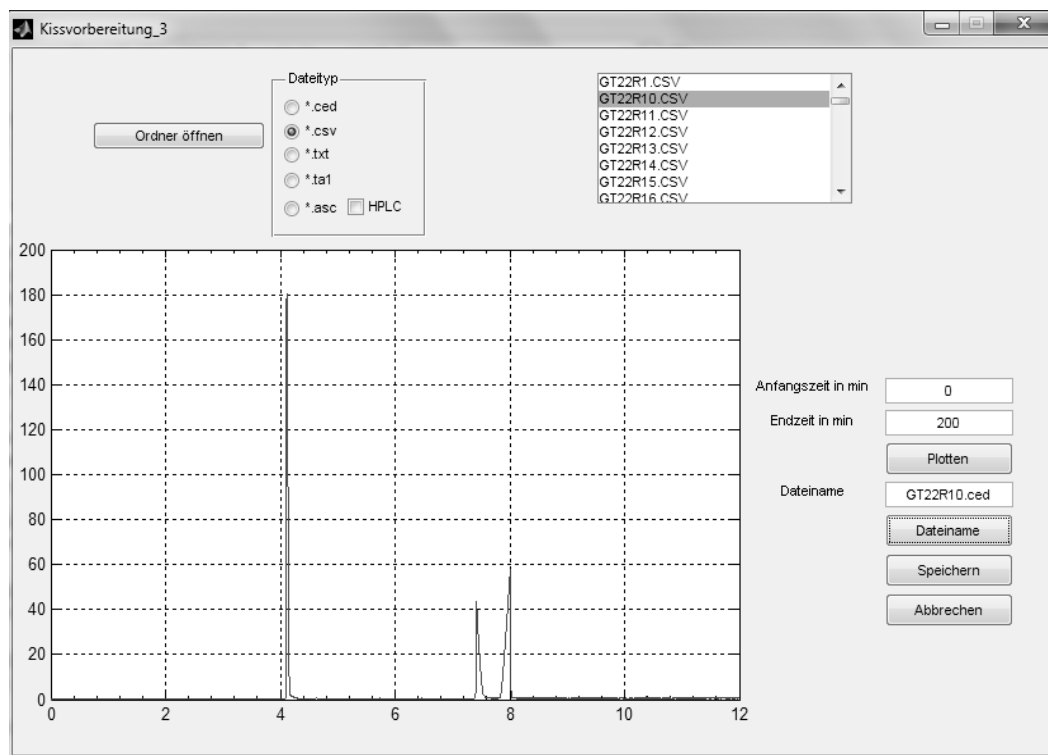 Kissvorbereitung_3
Dateityp
*.ced
*.csv
*.txt
*.ta1
*.asc
HPLC
Ordner öffnen
GT22R1.CSV
GT22R10.CSV
GT22R11.CSV
GT22R12.CSV
GT22R13.CSV
GT22R14.CSV
GT22R15.CSV
GT22R16.CSV
200
180
160
140
120
100
80
60
40
20
0
0 2 4 6 8 10 12
Anfangszeit in min 0
Endzeit in min 200
Plotten
Dateiname GT22R10.ced
Dateiname
Speichern
Abbrechen